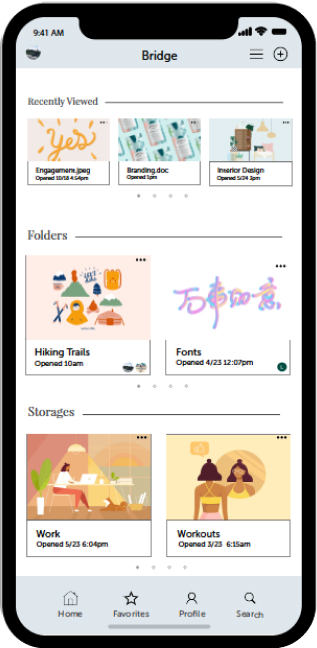 9:41 AM
Bridge
Recently Viewed
yes
Engagement.jpeg
Opened 10/18 4:54pm
Branding.doc
Opened 1pm
Interior Design
Opened 5/24 3pm
Folders
LET'S
Hiking Trails
Opened 10am
万事如意
Fonts
Opened 4/23 12:07pm
L
Storages
Work
Opened 5/23 6:04pm
Workouts
Opened 3/23 6:15am
Home
Favorites
Profile
Search